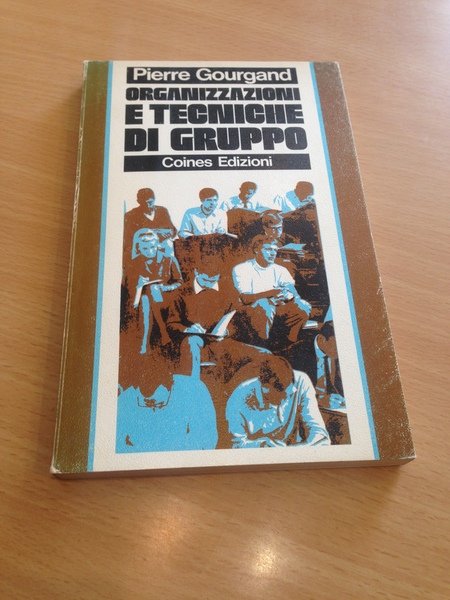 Pierre Gourgand
ORGANIZZAZIONI
E TECNICHE
DI GRUPPO
Coines Edizioni